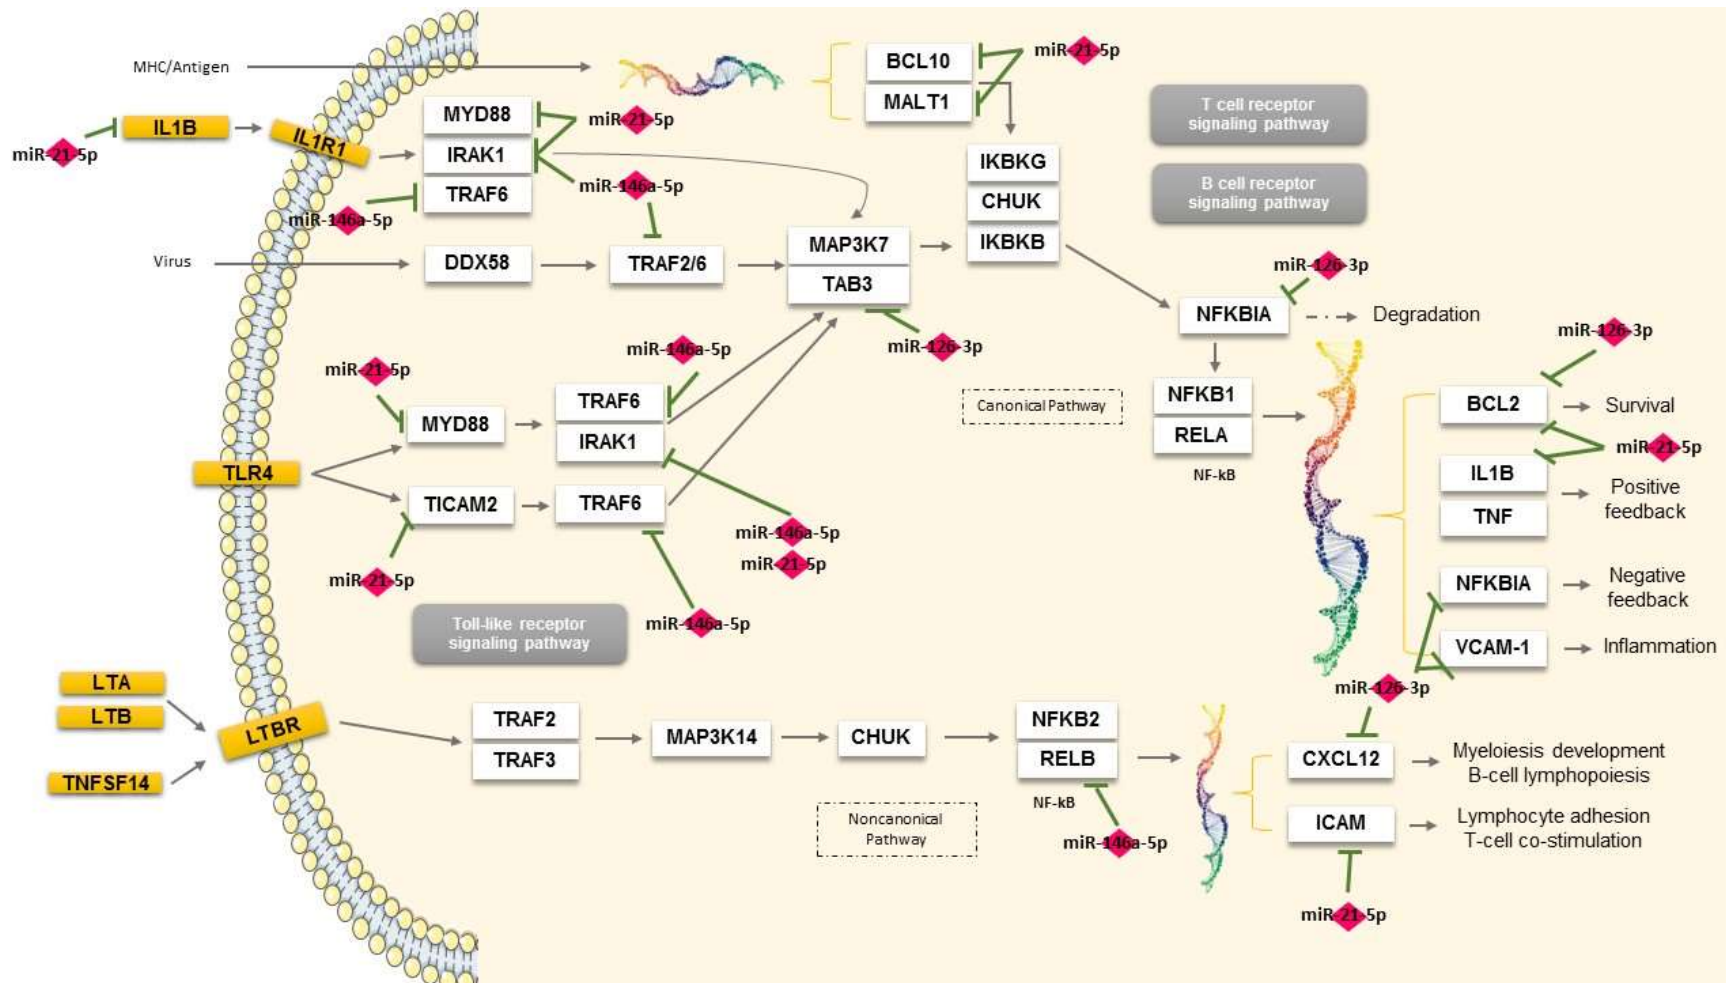 MHC/Antigen
BCL10
MALT1
miR-21-5p
T cell receptor
signaling pathway
miR-21-5p
IL1B
IL1R1
MYD88
IRAK1
TRAF6
miR-21-5p
miR-146a-5p
miR-146a-5p
IKBKG
CHUK
IKBKB
B cell receptor
signaling pathway
Virus
DDX58
TRAF2/6
MAP3K7
TAB3
miR-126-3p
miR-126-3p
NFKBIA
Degradation
miR-126-3p
miR-21-5p
miR-146a-5p
MYD88
TRAF6
IRAK1
Canonical Pathway
NFKB1
RELA
NF-kB
BCL2
Survival
miR-21-5p
TLR4
IL1B
TNF
Positive
feedback
TICAM2
TRAF6
miR-146a-5p
miR-21-5p
miR-21-5p
NFKBIA
Negative
feedback
Toll-like receptor
signaling pathway
miR-146a-5p
VCAM-1
Inflammation
miR-126-3p
LTA
LTB
TNFSF14
LTBR
TRAF2
TRAF3
MAP3K14
CHUK
NFKB2
RELB
NF-kB
Noncanonical
Pathway
miR-146a-5p
CXCL12
Myeloiesis development
B-cell lymphopoiesis
ICAM
Lymphocyte adhesion
T-cell co-stimulation
miR-21-5p